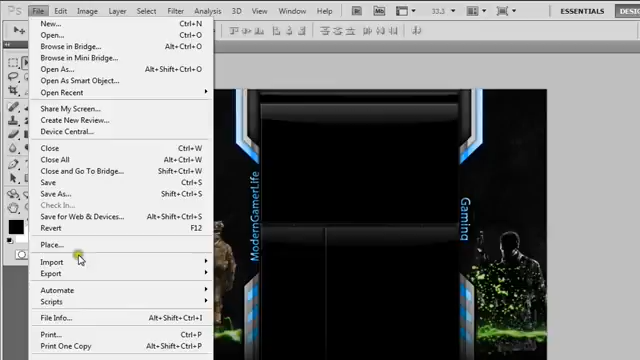 Ps File Edit Image Layer Select Filter Analysis 3D View Window Help Br Mb 33.3 ESSENTIALS DESI
New... Ctrl+N
Open... Ctrl+O
Browse in Bridge... Alt+Ctrl+O
Browse in Mini Bridge...
Open As... Alt+Shift+Ctrl+O
Open As Smart Object...
Open Recent
Share My Screen...
Create New Review...
Device Central...
Close Ctrl+W
Close All Alt+Ctrl+W
Close and Go To Bridge... Shift+Ctrl+W
Save Ctrl+S
Save As... Shift+Ctrl+S
Check In...
Save for Web & Devices... Alt+Shift+Ctrl+S
Revert F12
Place...
Import
Export
Automate
Scripts
File Info... Alt+Shift+Ctrl+I
Print... Ctrl+P
Print One Copy Alt+Shift+Ctrl+P
ModernGamerLife
Gaming